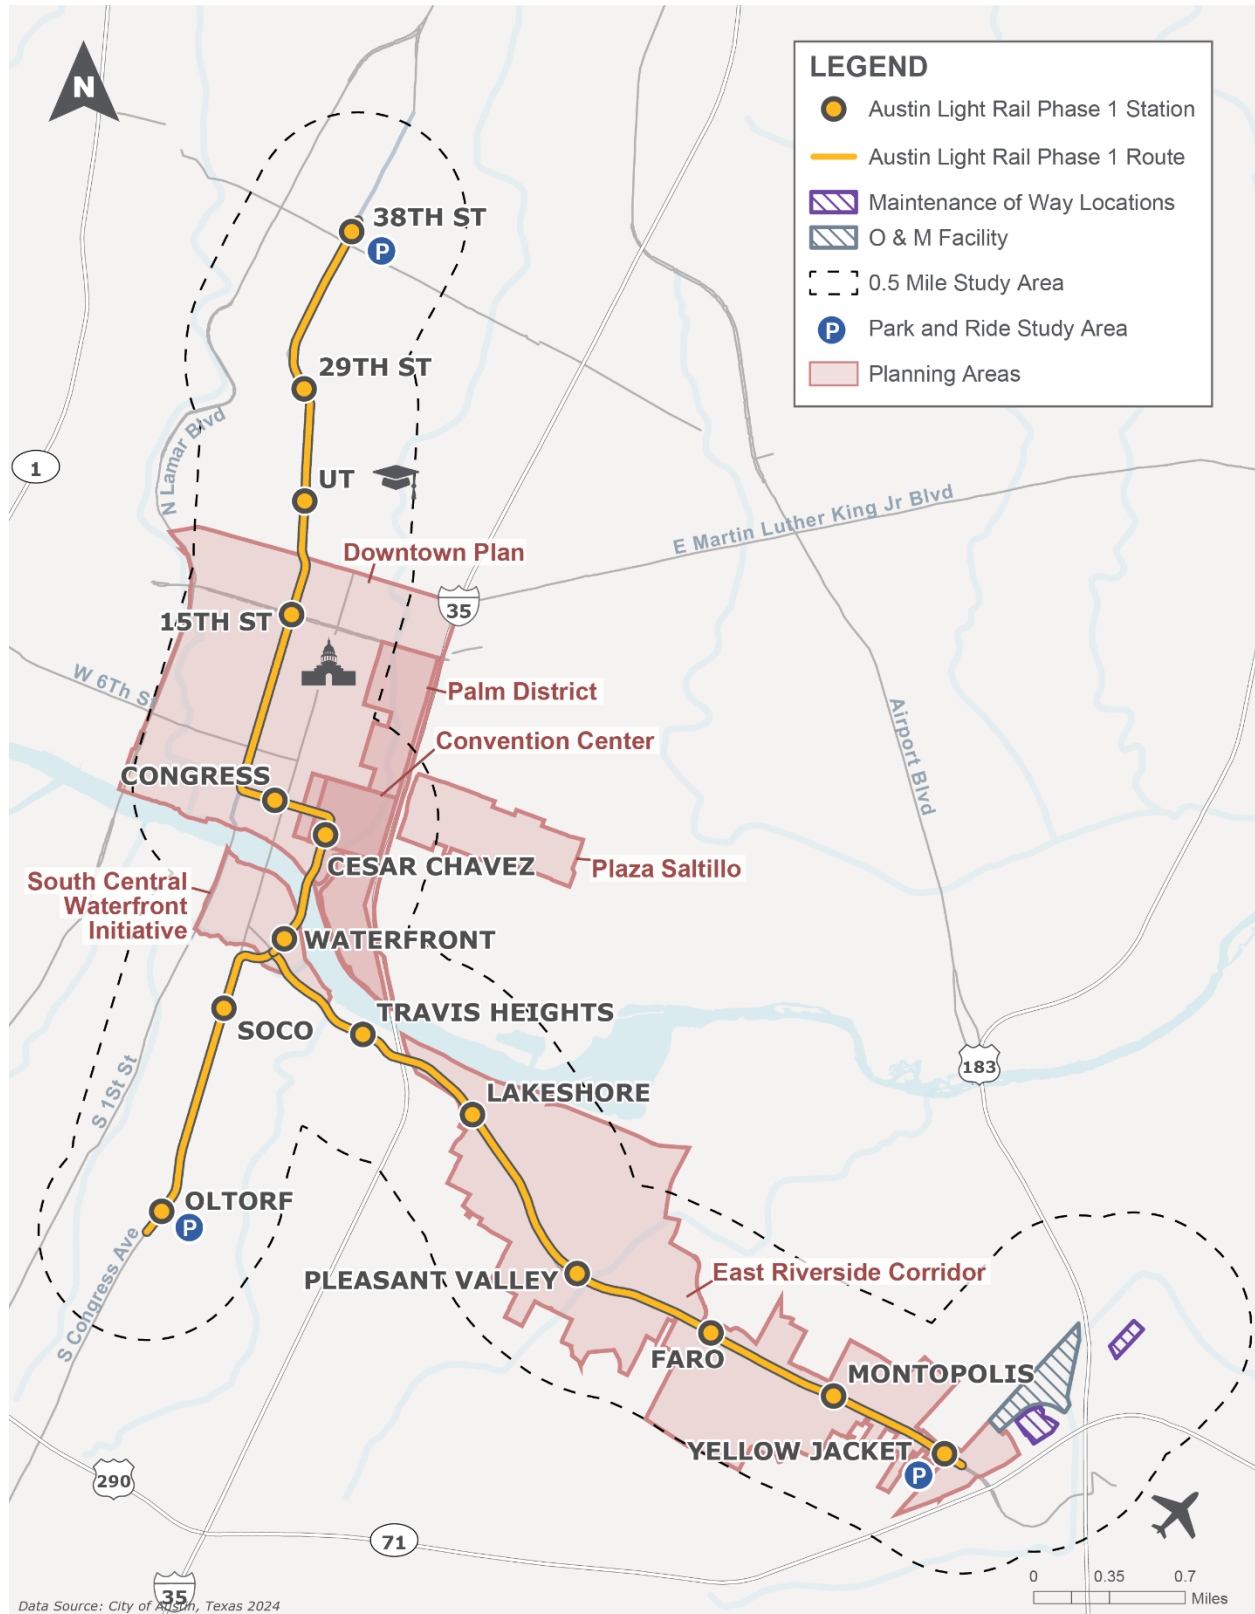 N
LEGEND
Austin Light Rail Phase 1 Station
Austin Light Rail Phase 1 Route
Maintenance of Way Locations
O & M Facility
0.5 Mile Study Area
P
Park and Ride Study Area
Planning Areas
38TH ST
P
29TH ST
N Lamar Blvd
1
UT
E Martin Luther King Jr Blvd
Downtown Plan
35
15TH ST
W 6Th S
Palm District
Airport Blvd
Convention Center
CONGRESS
CESAR CHAVEZ
Plaza Saltillo
South Central
Waterfront
Initiative
WATERFRONT
TRAVIS HEIGHTS
SOCO
183
S 1St St
LAKESHORE
OLTORF
P
S Congress Ave
PLEASANT VALLEY
East Riverside Corridor
FARO
MONTOPOLIS
YELLOW JACKET
P
290
71
35
0 0.35 0.7
Miles
Data Source: City of Austin, Texas 2024